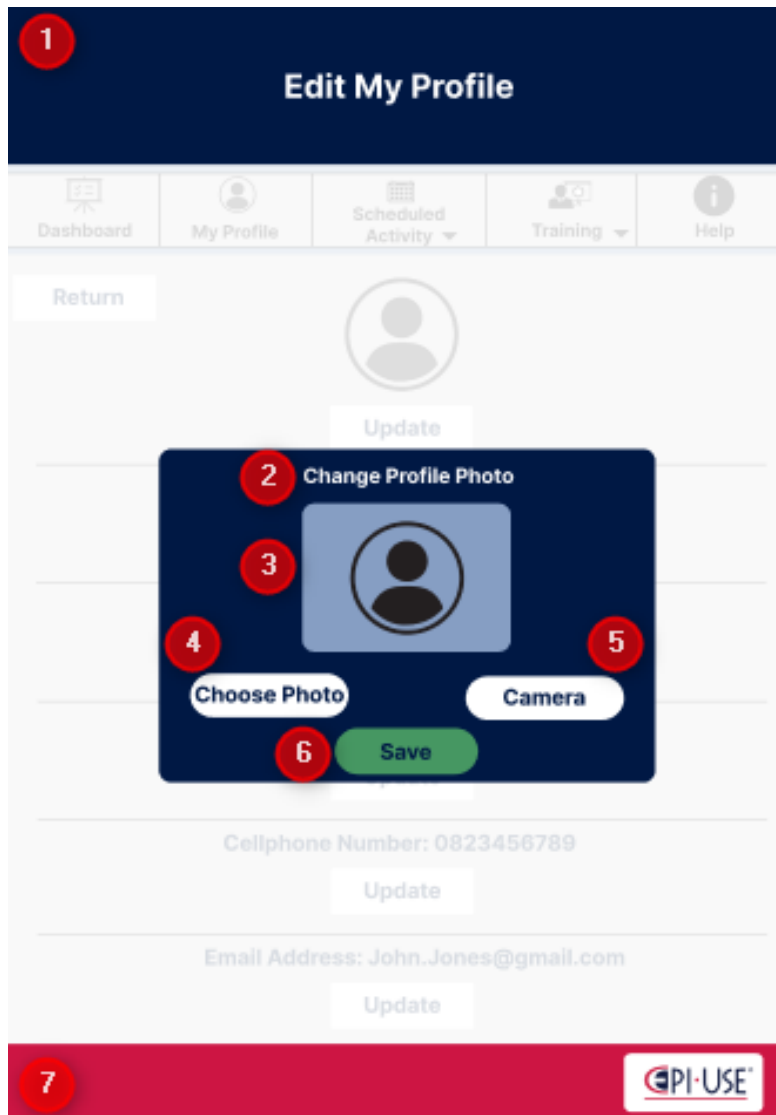 1
Edit My Profile
Dashboard
My Profile
Scheduled
Activity
Training
Help
Return
Update
2
Change Profile Photo
3
4
5
Choose Photo
Camera
6
Save
Update
Cellphone Number: 0823456789
Update
Email Address: John.Jones@gmail.com
Update
7
EPI·USE